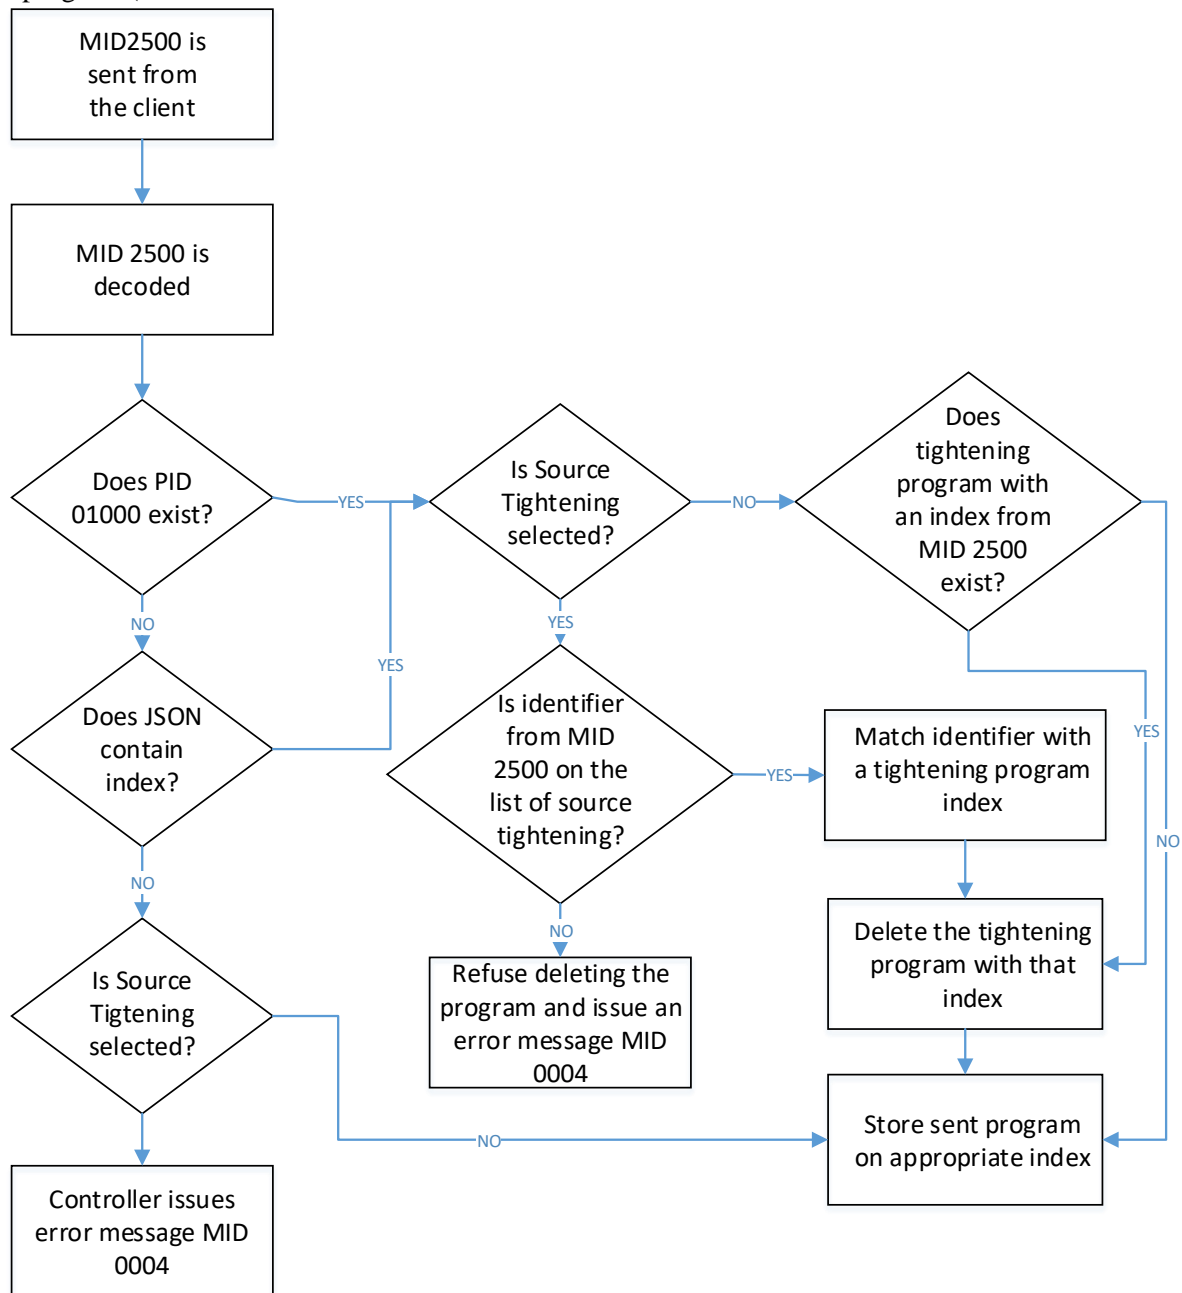 MID2500 is
sent from
the client
MID 2500 is
decoded
Does PID
01000 exist?
YES
NO
Does JSON
contain
index?
YES
NO
Is Source
Tigtening
selected?
NO
Controller issues
error message MID
0004
Is Source
Tightening
selected?
NO
YES
Is identifier
from MID
2500 on the
list of source
tightening?
YES
NO
Refuse deleting the
program and issue an
error message MID
0004
Does
tightening
program with
an index from
MID 2500
exist?
YES
NO
Match identifier with
a tightening program
index
Delete the tightening
program with that
index
Store sent program
on appropriate index